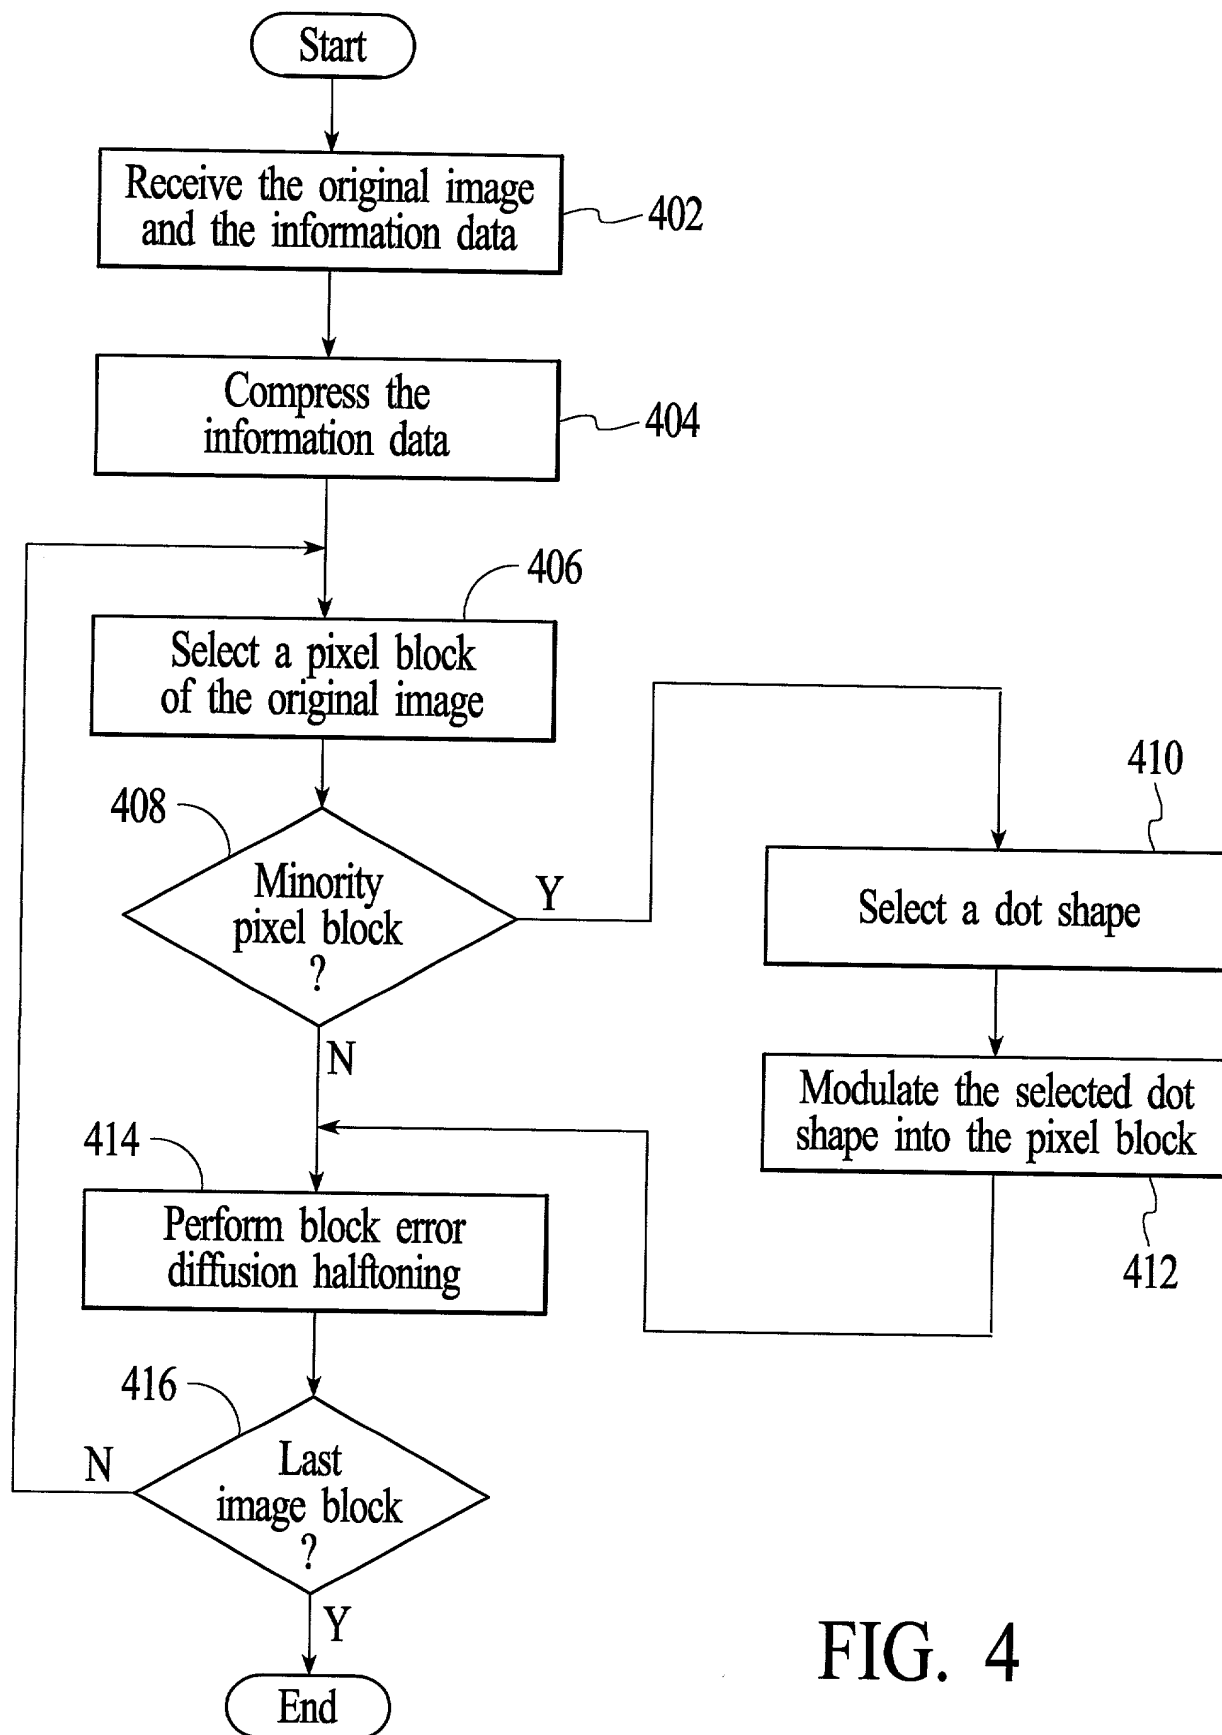 Start
Receive the original image
and the information data
402
Compress the
information data
404
406
Select a pixel block
of the original image
408
Minority
pixel block
?
Y
N
410
Select a dot shape
Modulate the selected dot
shape into the pixel block
412
414
Perform block error
diffusion halftoning
416
Last
image block
?
N
Y
End
FIG. 4